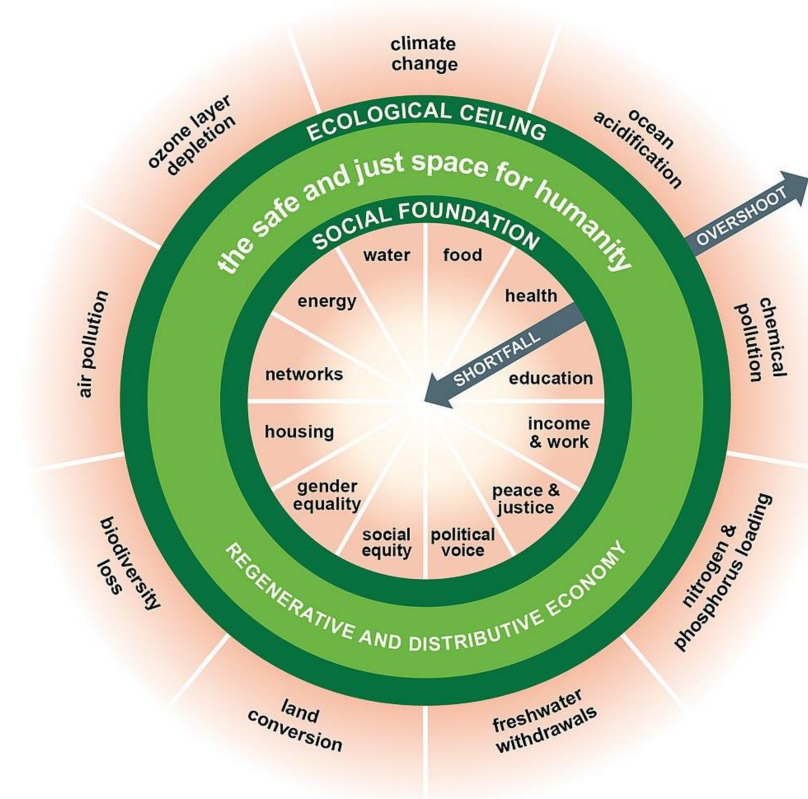 climate
change
ocean
acidification
chemical
pollution
nitrogen &
phosphorus loading
freshwater
withdrawals
land
conversion
biodiversity
loss
air pollution
ozone layer
depletion
OVERSHOOT
ECOLOGICAL CEILING
the safe and just space for humanity
SOCIAL FOUNDATION
water
food
health
SHORTFALL
education
income
& work
peace &
justice
political
voice
social
equity
gender
equality
housing
networks
energy
REGENERATIVE AND DISTRIBUTIVE ECONOMY